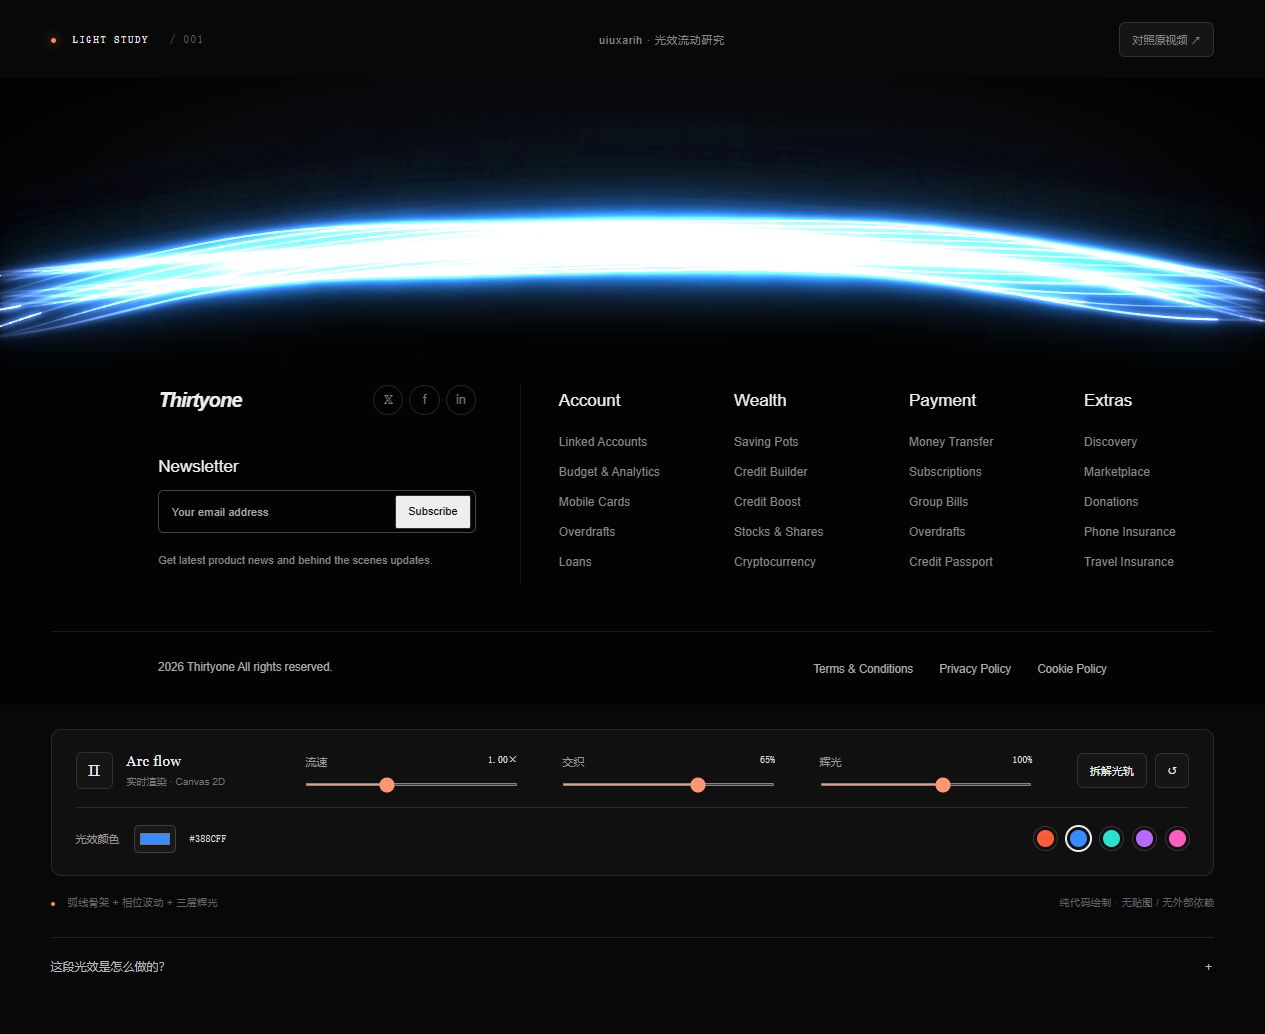 LIGHT STUDY / 001
uiuxarih · 光效流动研究
对照原视频 ↗
Thirtyone
𝕏 f in
Newsletter
Your email address
Subscribe
Get latest product news and behind the scenes updates.
Account
Linked Accounts
Budget & Analytics
Mobile Cards
Overdrafts
Loans
Wealth
Saving Pots
Credit Builder
Credit Boost
Stocks & Shares
Cryptocurrency
Payment
Money Transfer
Subscriptions
Group Bills
Overdrafts
Credit Passport
Extras
Discovery
Marketplace
Donations
Phone Insurance
Travel Insurance
2026 Thirtyone All rights reserved.
Terms & Conditions
Privacy Policy
Cookie Policy
Arc flow
实时渲染 · Canvas 2D
流速 1.00×
交织 65%
辉光 100%
拆解光轨
↺
光效颜色 #388CFF
弧线骨架 + 相位波动 + 三层辉光
纯代码绘制 · 无贴图 / 无外部依赖
这段光效是怎么做的？ +